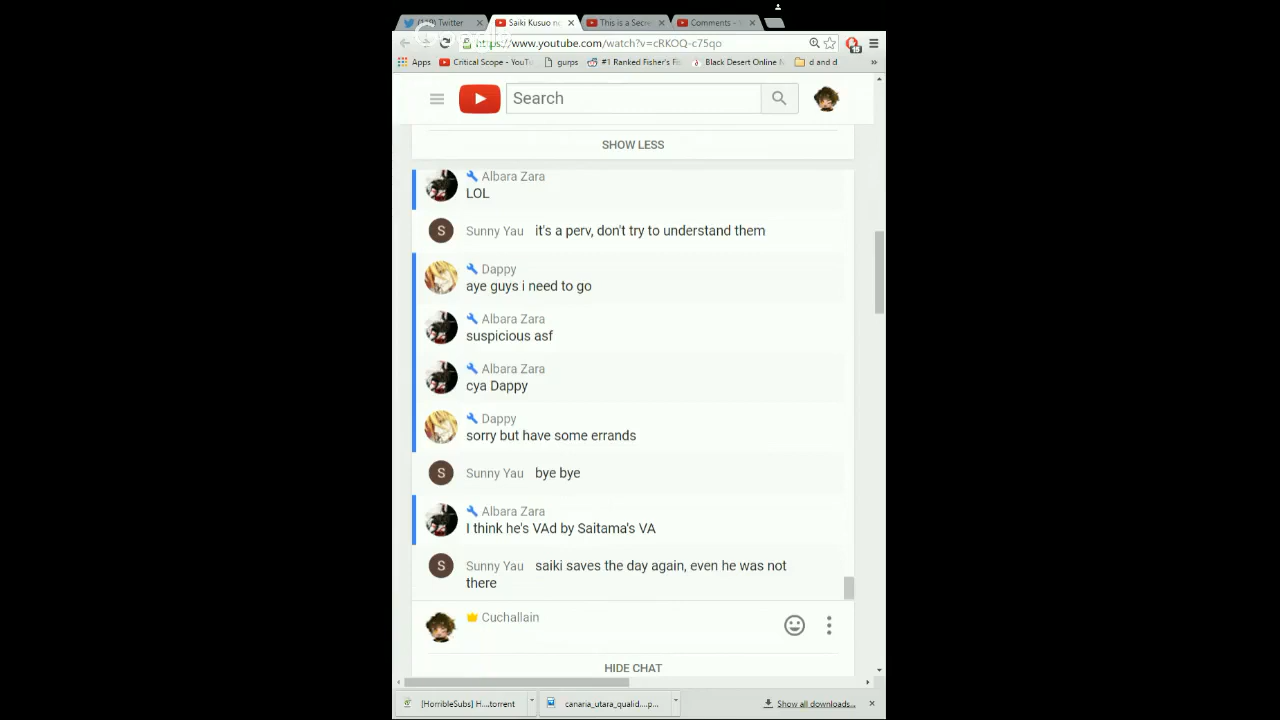 Twitter
Saiki Kusuo no
This is a Secre
Comments -
https://www.youtube.com/watch?v=cRKOQ-c75qo
Apps
Critical Scope - YouTu
gurps
#1 Ranked Fisher's Fi
Black Desert Online
d and d
»
Search
SHOW LESS
Albara Zara
LOL
S Sunny Yau it's a perv, don't try to understand them
Dappy
aye guys i need to go
Albara Zara
suspicious asf
Albara Zara
cya Dappy
Dappy
sorry but have some errands
S Sunny Yau bye bye
Albara Zara
I think he's VAd by Saitama's VA
S Sunny Yau saiki saves the day again, even he was not
there
Cuchallain
HIDE CHAT
[HorribleSubs] H....torrent
canaria_utara_qualid....p...
Show all downloads...